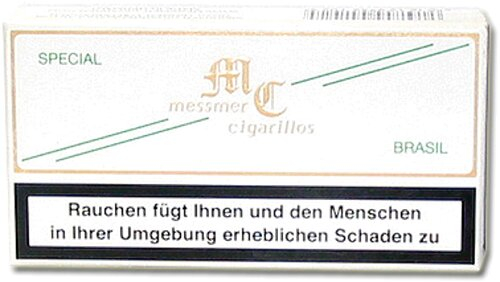 SPECIAL
MC
messmer
cigarillos
BRASIL
Rauchen fügt Ihnen und den Menschen
in Ihrer Umgebung erheblichen Schaden zu